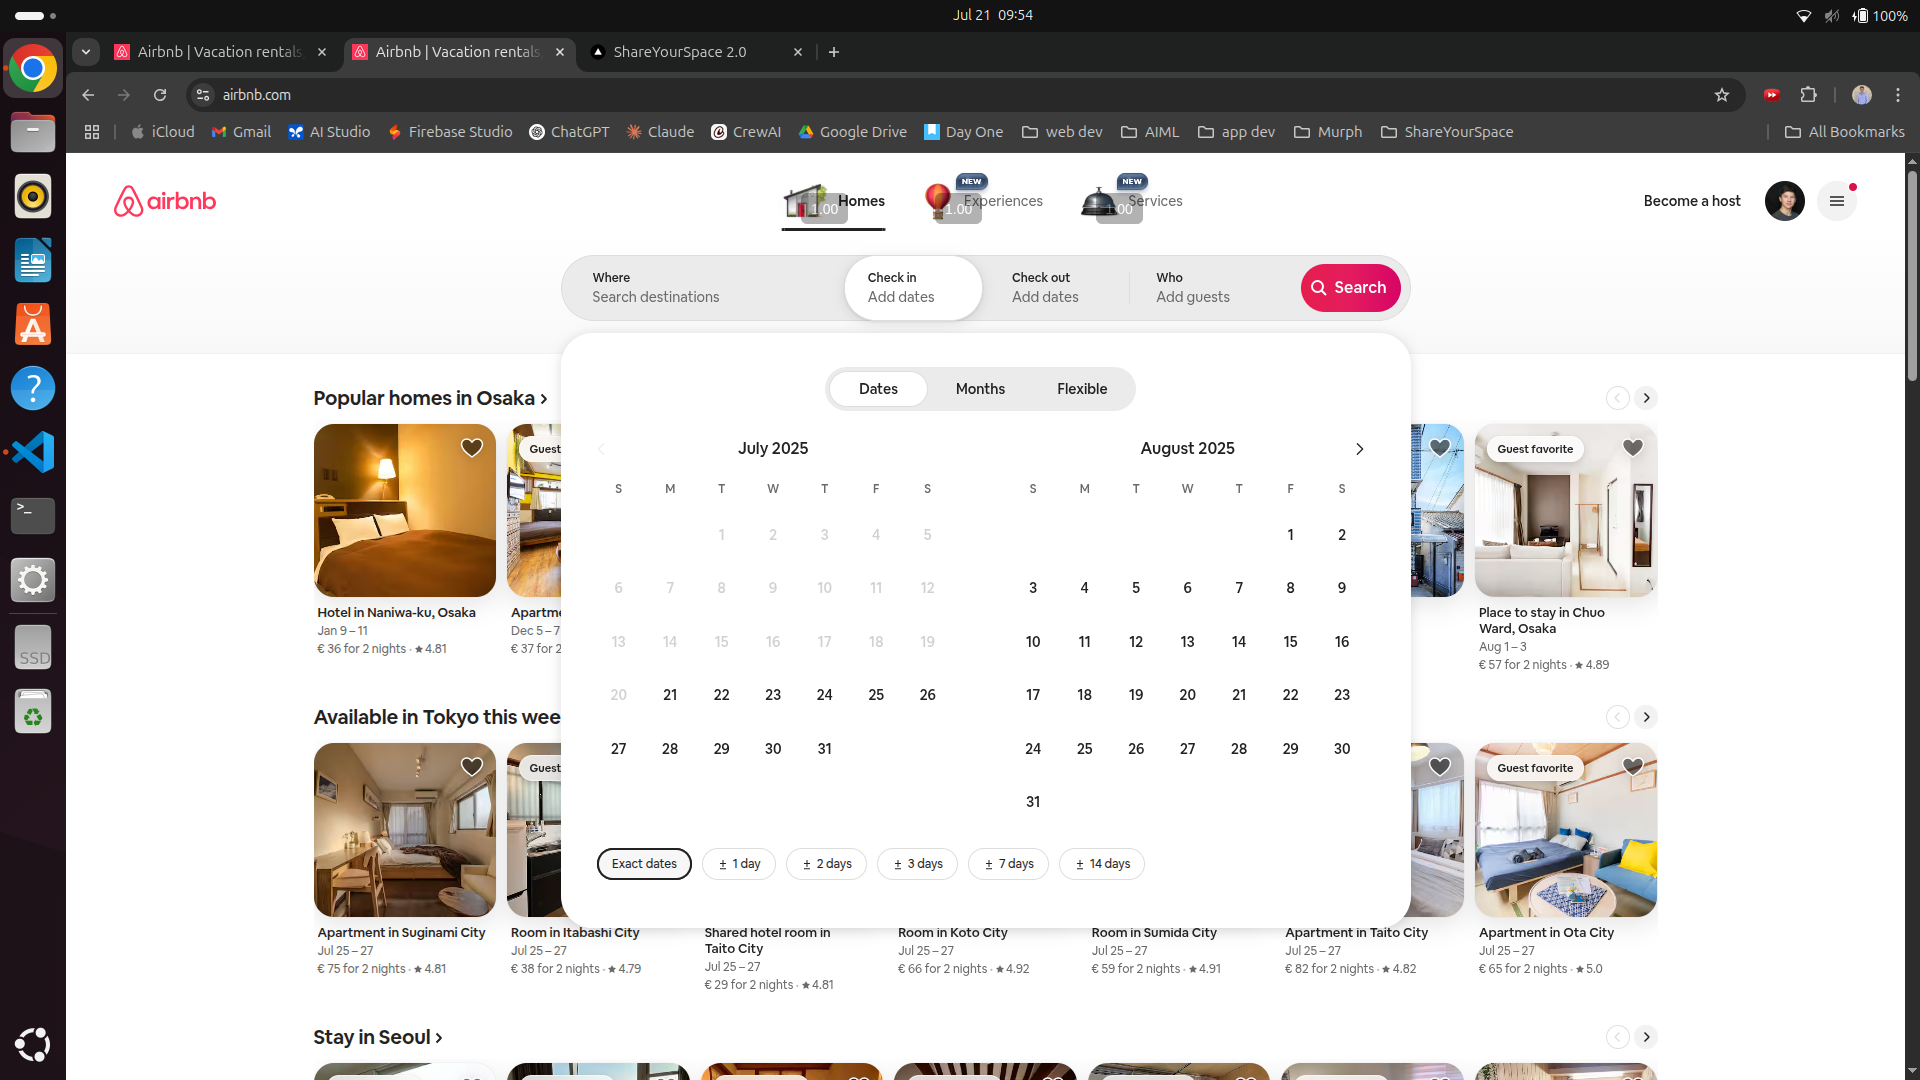 Jul 21 09:54
100%
Airbnb | Vacation rentals,
Airbnb | Vacation rentals,
ShareYourSpace 2.0
airbnb.com
iCloud
Gmail
AI Studio
Firebase Studio
ChatGPT
Claude
CrewAI
Google Drive
Day One
web dev
AIML
app dev
Murph
ShareYourSpace
All Bookmarks
airbnb
Homes
1.00
NEW
Experiences
1.00
NEW
Services
1.00
Become a host
Where
Search destinations
Check in
Add dates
Check out
Add dates
Who
Add guests
Search
Dates
Months
Flexible
July 2025
S M T W T F S
1 2 3 4 5
6 7 8 9 10 11 12
13 14 15 16 17 18 19
20 21 22 23 24 25 26
27 28 29 30 31
August 2025
S M T W T F S
1 2
3 4 5 6 7 8 9
10 11 12 13 14 15 16
17 18 19 20 21 22 23
24 25 26 27 28 29 30
31
Exact dates
± 1 day
± 2 days
± 3 days
± 7 days
± 14 days
Popular homes in Osaka
Hotel in Naniwa-ku, Osaka
Jan 9 – 11
€ 36 for 2 nights · ★ 4.81
Guest
Apartme
Dec 5 – 7
€ 37 for 2
Guest favorite
Place to stay in Chuo
Ward, Osaka
Aug 1 – 3
€ 57 for 2 nights · ★ 4.89
Available in Tokyo this wee
Apartment in Suginami City
Jul 25 – 27
€ 75 for 2 nights · ★ 4.81
Guest
Room in Itabashi City
Jul 25 – 27
€ 38 for 2 nights · ★ 4.79
Shared hotel room in
Taito City
Jul 25 – 27
€ 29 for 2 nights · ★ 4.81
Room in Koto City
Jul 25 – 27
€ 66 for 2 nights · ★ 4.92
Room in Sumida City
Jul 25 – 27
€ 59 for 2 nights · ★ 4.91
Apartment in Taito City
Jul 25 – 27
€ 82 for 2 nights · ★ 4.82
Guest favorite
Apartment in Ota City
Jul 25 – 27
€ 65 for 2 nights · ★ 5.0
Stay in Seoul
SSD